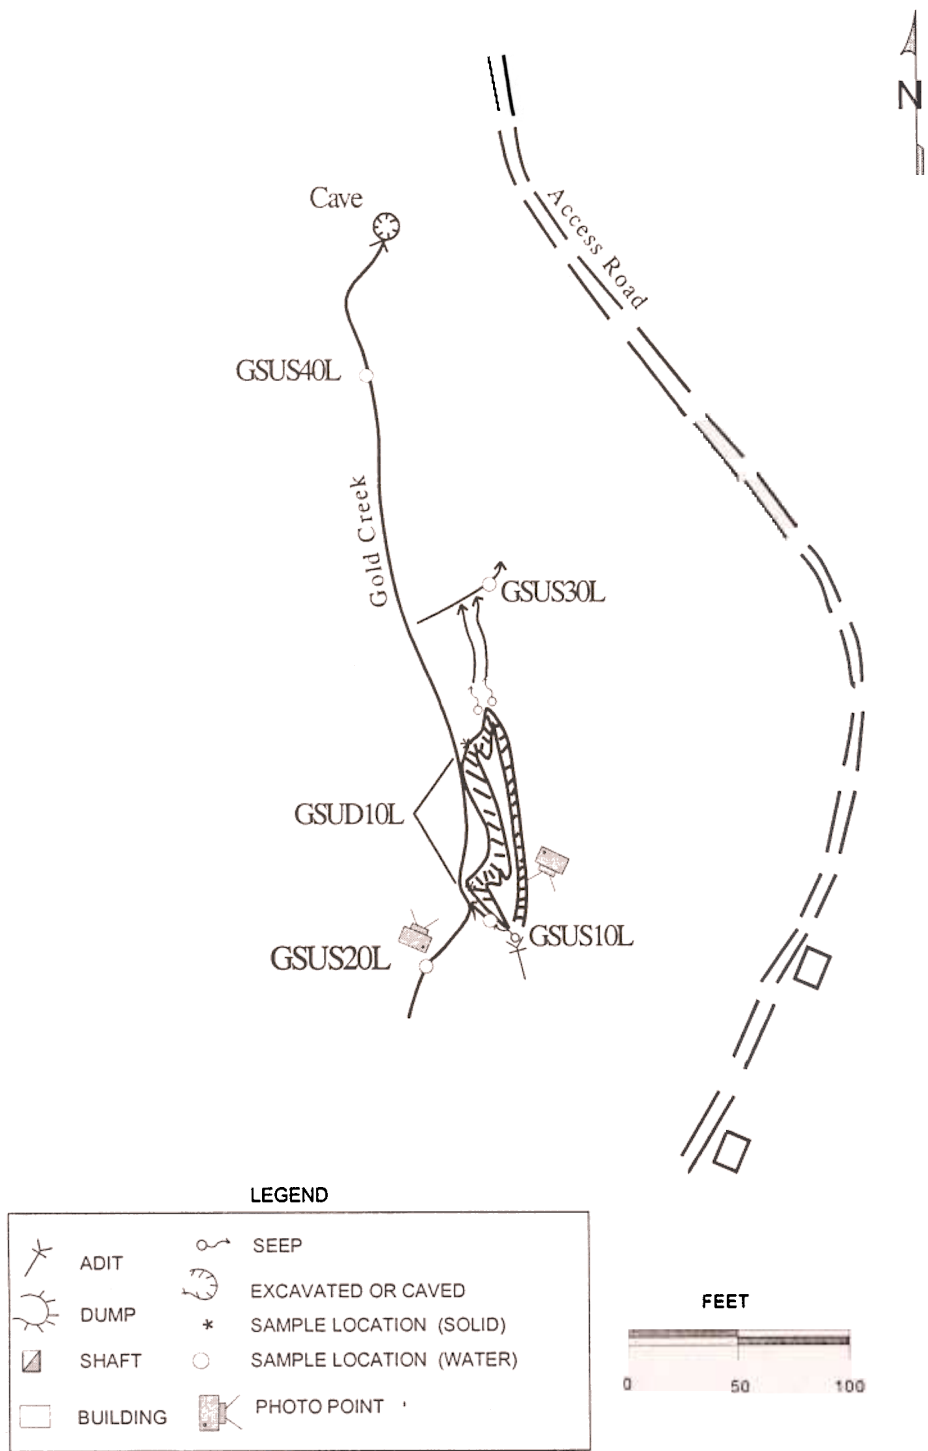 N
Access Road
Cave
GSUS40L
Gold Creek
GSUS30L
GSUD10L
GSUS10L
GSUS20L
LEGEND
ADIT
SEEP
EXCAVATED OR CAVED
DUMP
SAMPLE LOCATION (SOLID)
SHAFT
SAMPLE LOCATION (WATER)
BUILDING
PHOTO POINT
FEET
0 50 100